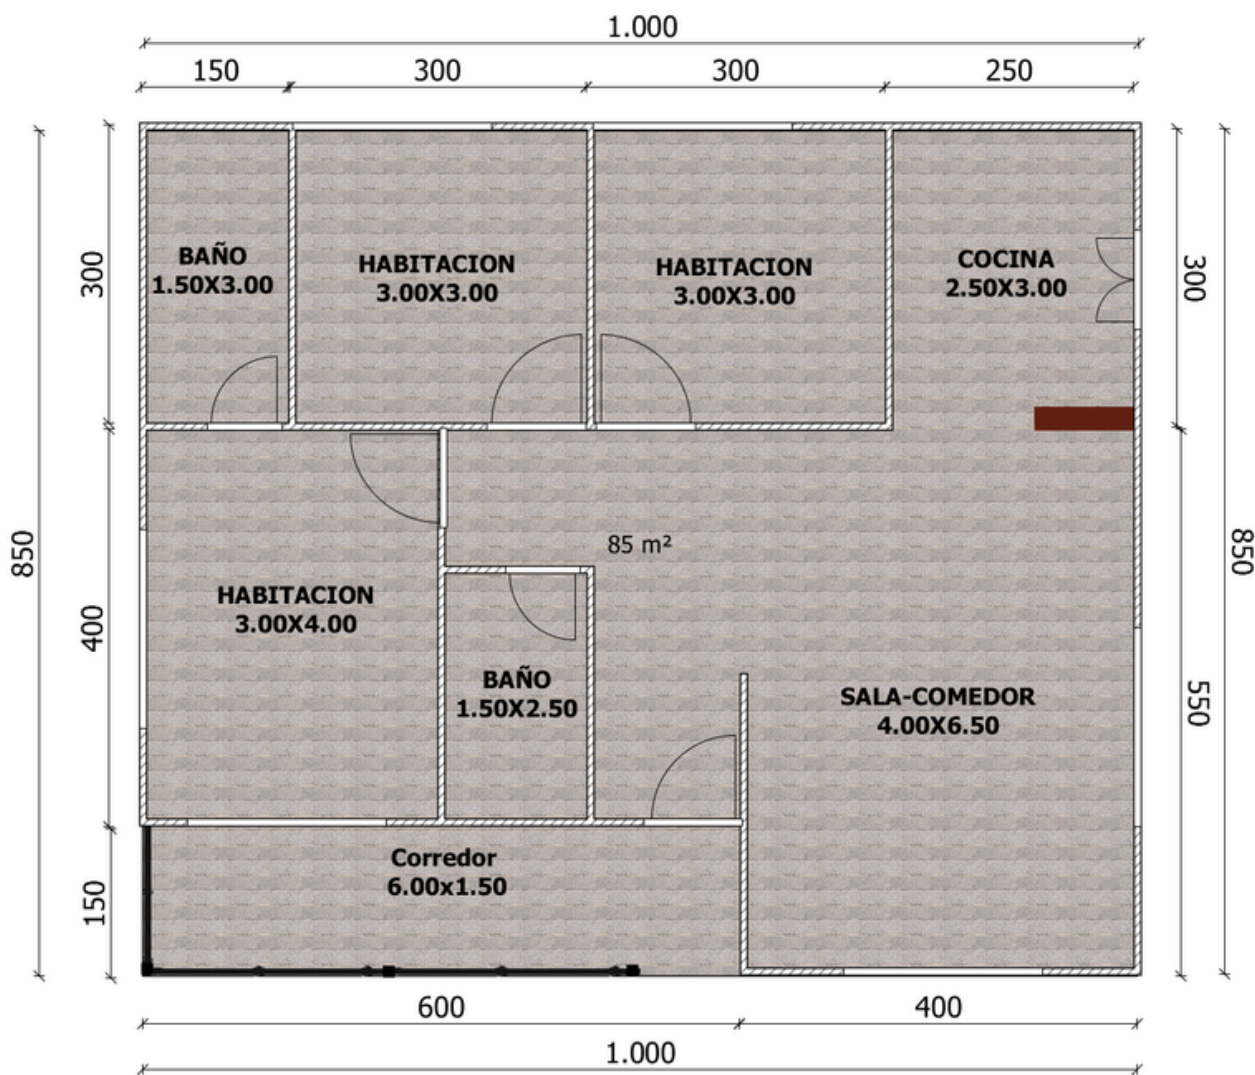 1.000
150
300
300
250
BAÑO
1.50X3.00
HABITACION
3.00X3.00
HABITACION
3.00X3.00
COCINA
2.50X3.00
300
300
850
850
85 m²
HABITACION
3.00X4.00
400
BAÑO
1.50X2.50
SALA-COMEDOR
4.00X6.50
550
Corredor
6.00x1.50
150
600
400
1.000